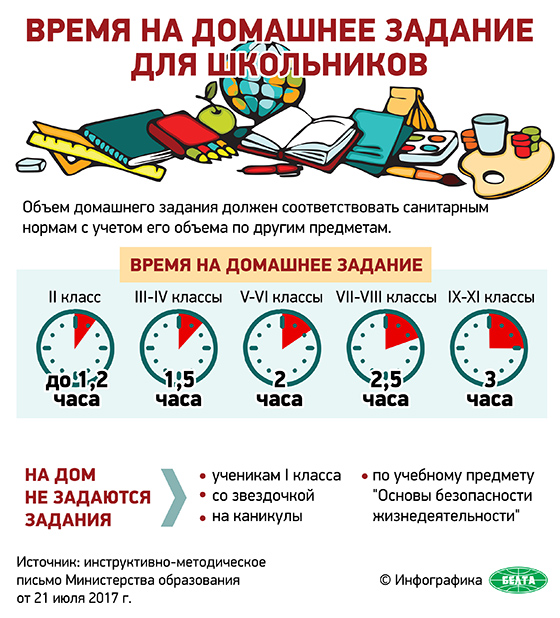 ВРЕМЯ НА ДОМАШНЕЕ ЗАДАНИЕ
ДЛЯ ШКОЛЬНИКОВ
Объем домашнего задания должен соответствовать санитарным
нормам с учетом его объема по другим предметам.
ВРЕМЯ НА ДОМАШНЕЕ ЗАДАНИЕ
II класс
до 1,2
часа
III-IV классы
1,5
часа
V-VI классы
2
часа
VII-VIII классы
2,5
часа
IX-XI классы
3
часа
НА ДОМ
НЕ ЗАДАЮТСЯ
ЗАДАНИЯ
• ученикам I класса
• со звездочкой
• на каникулы
• по учебному предмету
"Основы безопасности
жизнедеятельности"
Источник: инструктивно-методическое
письмо Министерства образования
от 21 июля 2017 г.
© Инфографика
БЕЛТА